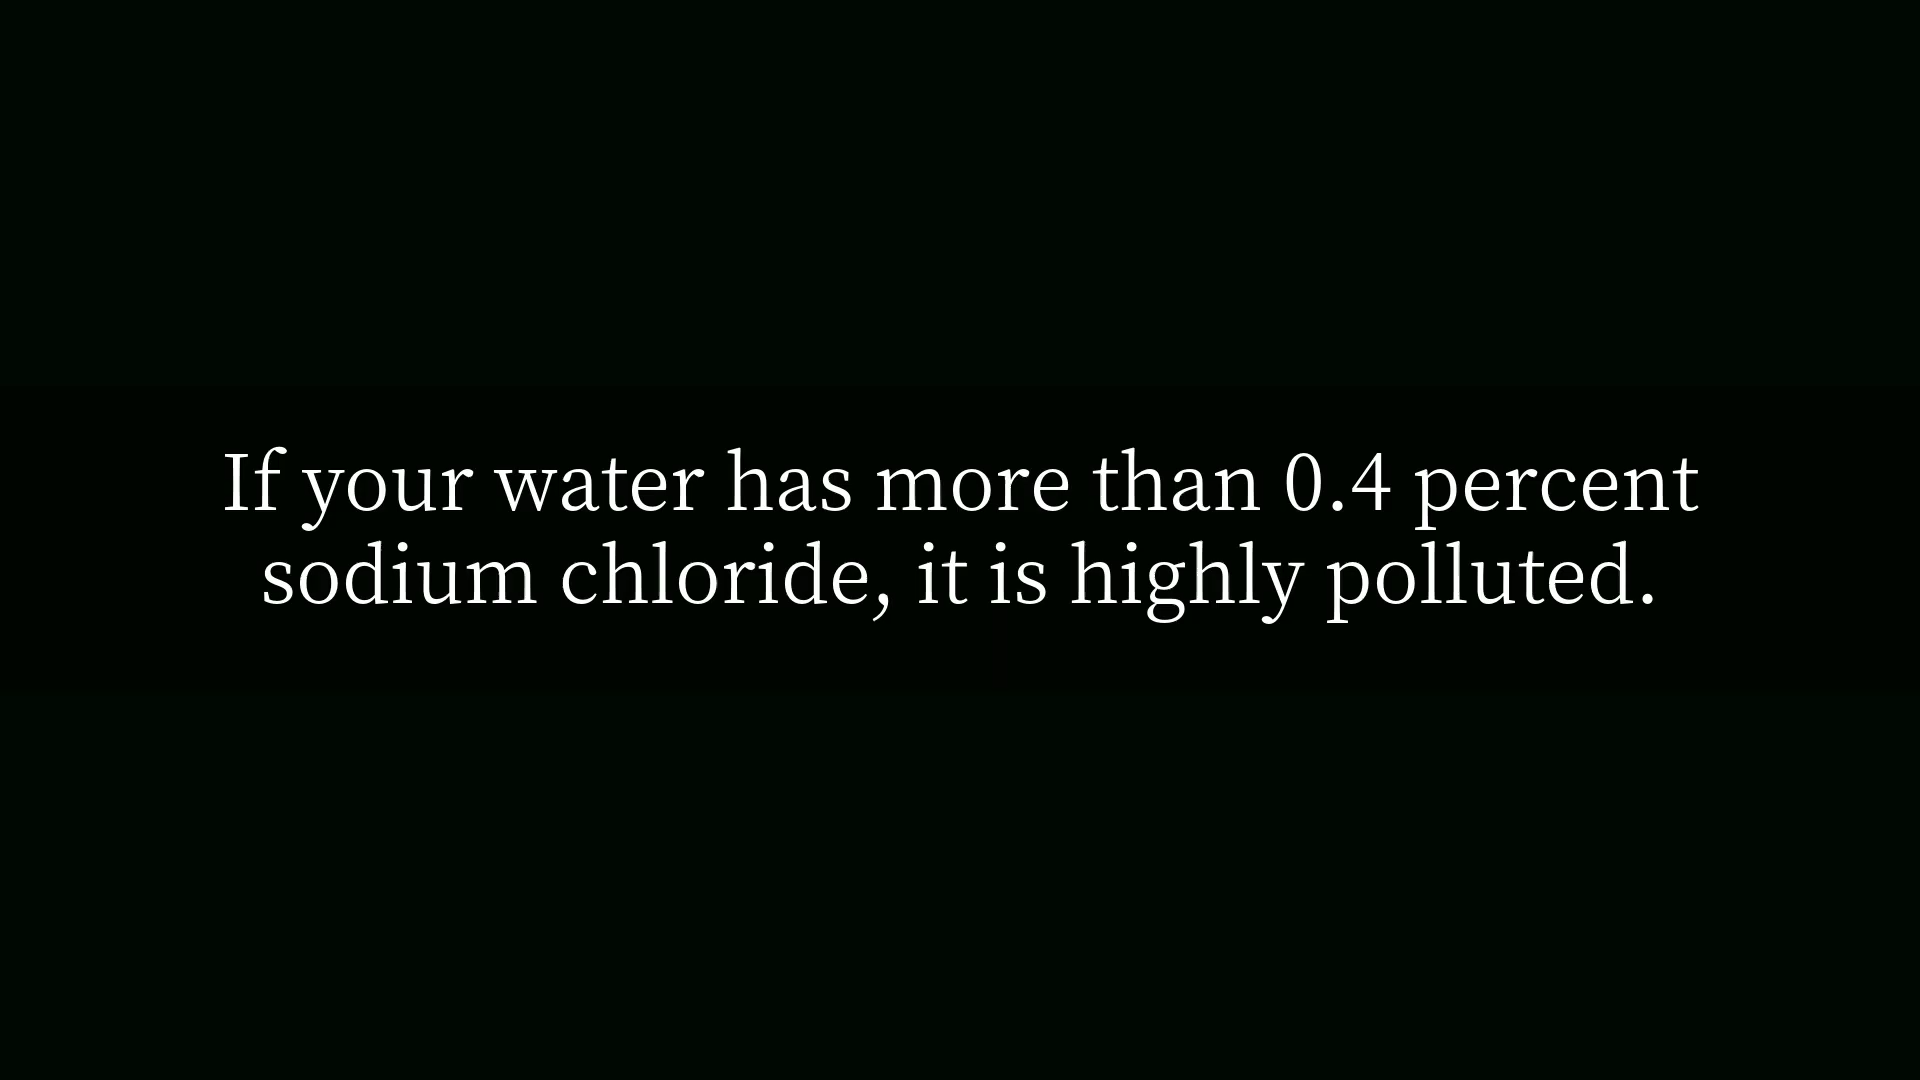 If your water has more than 0.4 percent
sodium chloride, it is highly polluted.